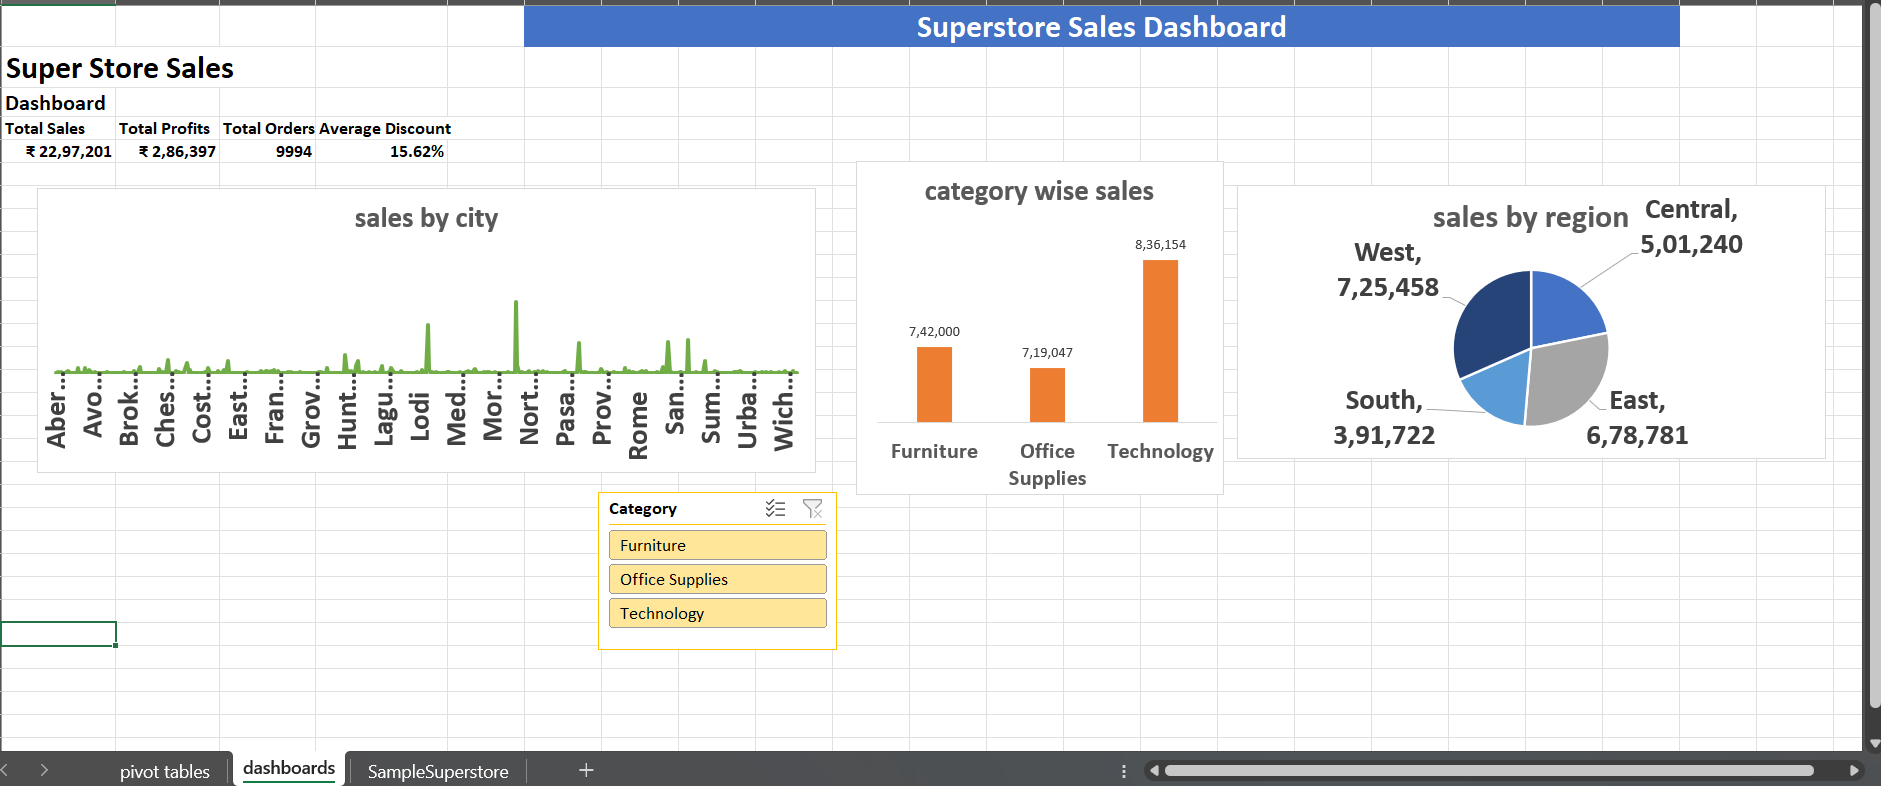 Superstore Sales Dashboard
Super Store Sales
Dashboard
Total Sales Total Profits Total Orders Average Discount
₹ 22,97,201 ₹ 2,86,397 9994 15.62%
sales by city
Aber... Avo... Brok... Ches... Cost... East... Fran... Grov... Hunt... Lagu... Lodi Med... Mor... Nort... Pasa... Prov... Rome San... Sum... Urba... Wich...
category wise sales
7,42,000
7,19,047
8,36,154
Furniture
Office
Supplies
Technology
sales by region
Central,
5,01,240
West,
7,25,458
South,
3,91,722
East,
6,78,781
Category
Furniture
Office Supplies
Technology
pivot tables dashboards SampleSuperstore